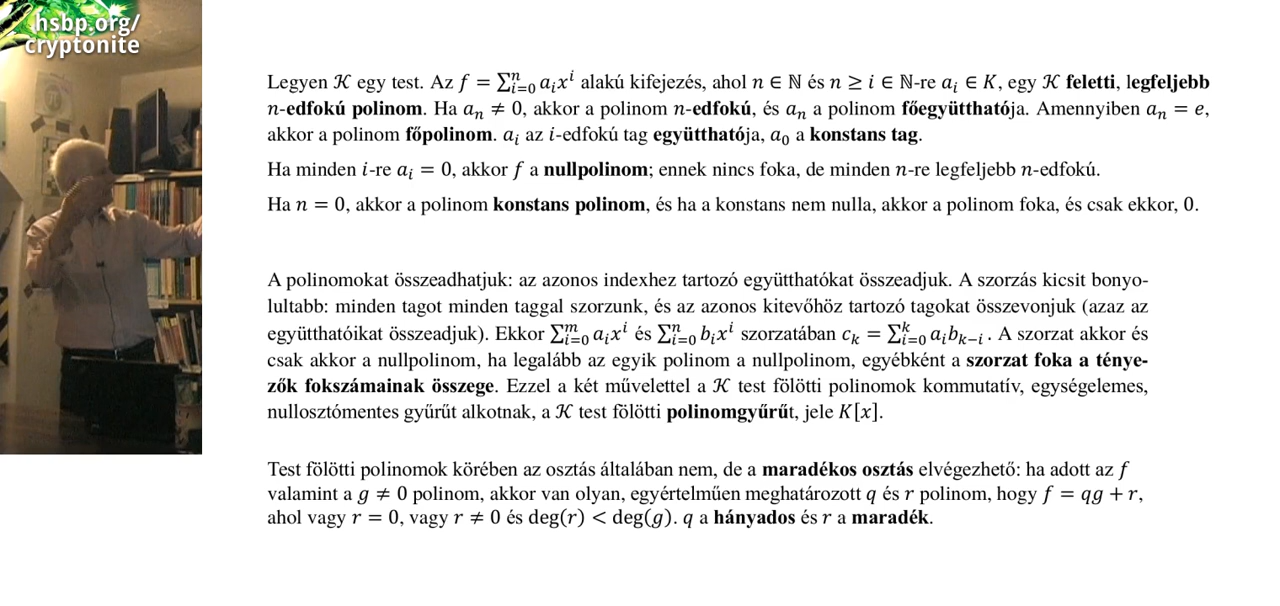 hsbp.org/
cryptonite
Legyen 𝒦 egy test. Az f = ∑ⁿᵢ₌₀ aᵢxⁱ alakú kifejezés, ahol n ∈ ℕ és n ≥ i ∈ ℕ-re aᵢ ∈ K, egy 𝒦 feletti, legfeljebb
n-edfokú polinom. Ha aₙ ≠ 0, akkor a polinom n-edfokú, és aₙ a polinom főegyütthatója. Amennyiben aₙ = e,
akkor a polinom főpolinom. aᵢ az i-edfokú tag együtthatója, a₀ a konstans tag.
Ha minden i-re aᵢ = 0, akkor f a nullpolinom; ennek nincs foka, de minden n-re legfeljebb n-edfokú.
Ha n = 0, akkor a polinom konstans polinom, és ha a konstans nem nulla, akkor a polinom foka, és csak ekkor, 0.
A polinomokat összeadhatjuk: az azonos indexhez tartozó együtthatókat összeadjuk. A szorzás kicsit bonyo-
lultabb: minden tagot minden taggal szorzunk, és az azonos kitevőhöz tartozó tagokat összevonjuk (azaz az
együtthatóikat összeadjuk). Ekkor ∑ᵐᵢ₌₀ aᵢxⁱ és ∑ⁿᵢ₌₀ bᵢxⁱ szorzatában cₖ = ∑ᵏᵢ₌₀ aᵢbₖ₋ᵢ. A szorzat akkor és
csak akkor a nullpolinom, ha legalább az egyik polinom a nullpolinom, egyébként a szorzat foka a ténye-
zők fokszámainak összege. Ezzel a két művelettel a 𝒦 test fölötti polinomok kommutatív, egységelemes,
nullosztómentes gyűrűt alkotnak, a 𝒦 test fölötti polinomgyűrűt, jele K[x].
Test fölötti polinomok körében az osztás általában nem, de a maradékos osztás elvégezhető: ha adott az f
valamint a g ≠ 0 polinom, akkor van olyan, egyértelműen meghatározott q és r polinom, hogy f = qg + r,
ahol vagy r = 0, vagy r ≠ 0 és deg(r) < deg(g). q a hányados és r a maradék.